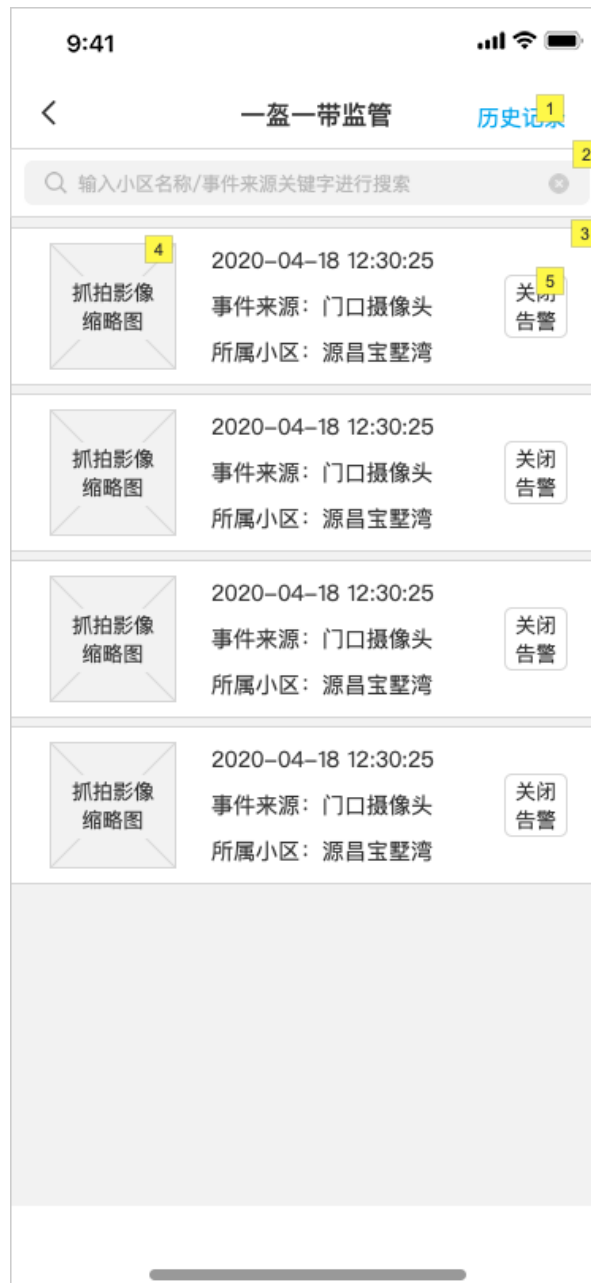 9:41
一盔一带监管
历史记录
1
2
输入小区名称/事件来源关键字进行搜索
3
4
抓拍影像
缩略图
2020-04-18 12:30:25
事件来源：门口摄像头
所属小区：源昌宝墅湾
5
关闭
告警
抓拍影像
缩略图
2020-04-18 12:30:25
事件来源：门口摄像头
所属小区：源昌宝墅湾
关闭
告警
抓拍影像
缩略图
2020-04-18 12:30:25
事件来源：门口摄像头
所属小区：源昌宝墅湾
关闭
告警
抓拍影像
缩略图
2020-04-18 12:30:25
事件来源：门口摄像头
所属小区：源昌宝墅湾
关闭
告警